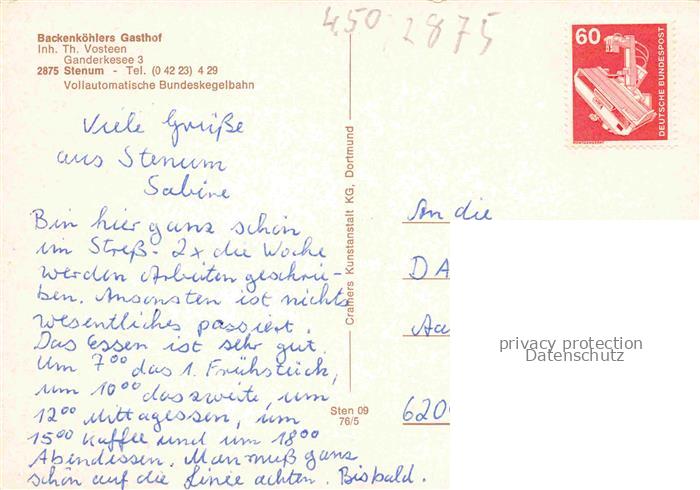 Backenköhlers Gasthof
Inh. Th. Vosteen
Ganderkesee 3
2875 Stenum - Tel. (0 42 23) 4 29
Vollautomatische Bundeskegelbahn
450 2875
60
DEUTSCHE BUNDESPOST
Viele Grüße
aus Stenum
Sabine
Bin hier ganz schön
im Streß. 2x die Woche
werden Arbeiten geschrie-
ben. Ansonsten ist nichts
wesentliches passiert.
Das Essen ist sehr gut.
Um 7⁰⁰ das 1. Frühstück,
um 10⁰⁰ das zweite, um
12⁰⁰ Mittagessen, um
15⁰⁰ Kaffee und um 18⁰⁰
Abendessen. Man muß ganz
schön auf die Linie achten. Bis bald.
Cramers Kunstanstalt KG, Dortmund
Sten 09
76/5
An die
DA
Aa
620
privacy protection
Datenschutz